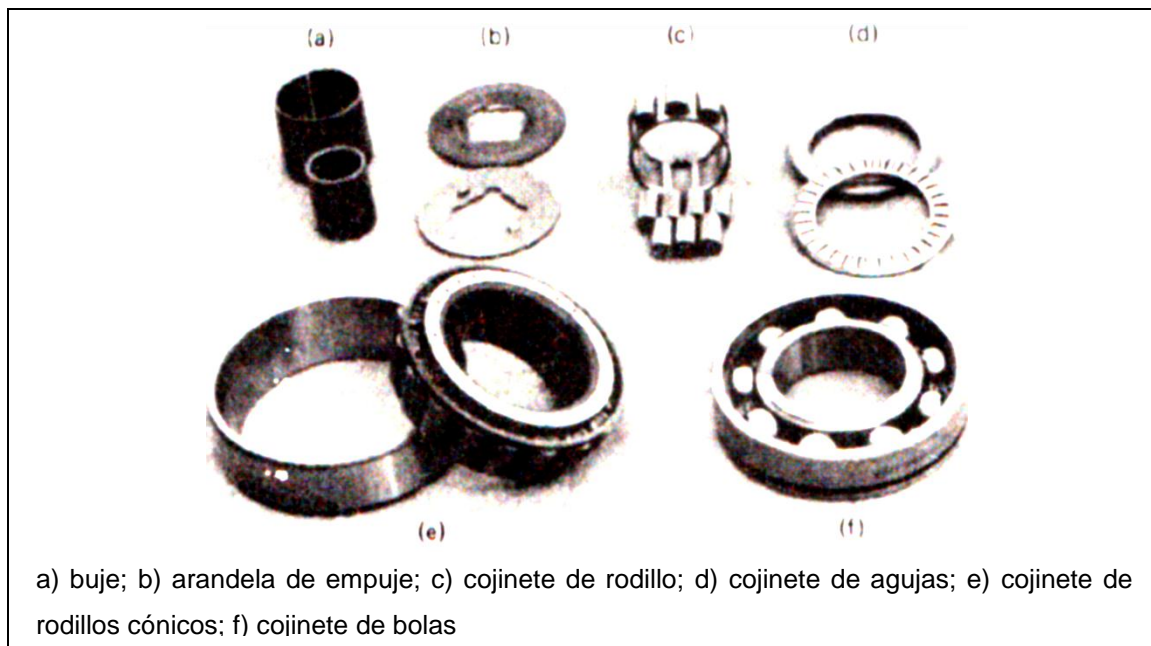 (a) (b) (c) (d)
(e) (f)
a) buje; b) arandela de empuje; c) cojinete de rodillo; d) cojinete de agujas; e) cojinete de
rodillos cónicos; f) cojinete de bolas